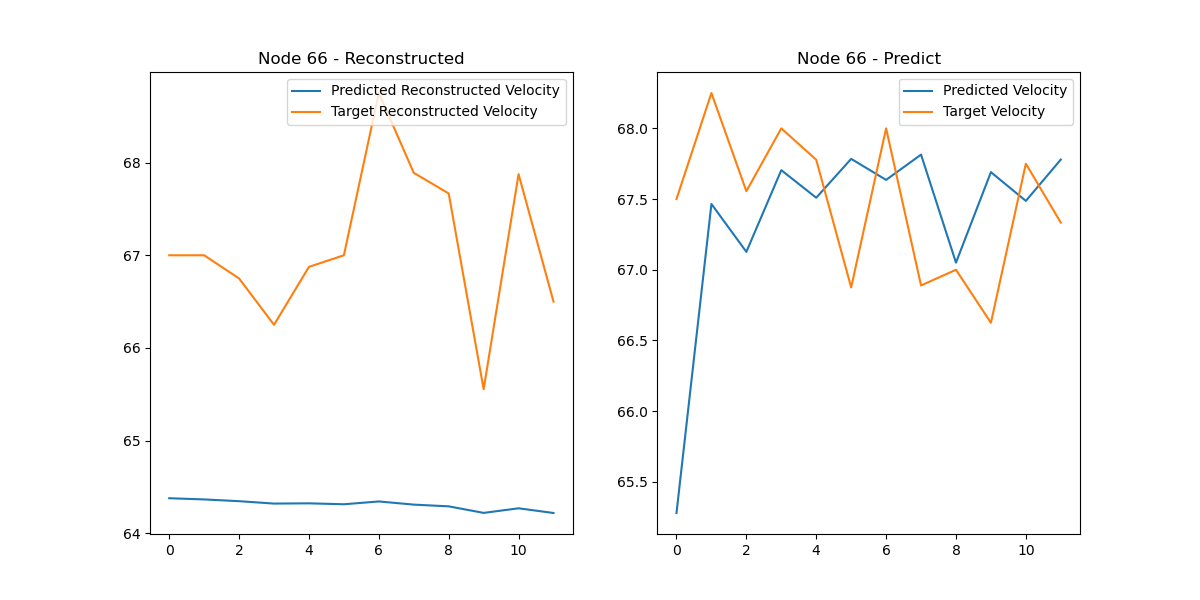 Node 66 - Reconstructed
Predicted Reconstructed Velocity
Target Reconstructed Velocity
68
67
66
65
64
0 2 4 6 8 10
Node 66 - Predict
Predicted Velocity
Target Velocity
68.0
67.5
67.0
66.5
66.0
65.5
0 2 4 6 8 10